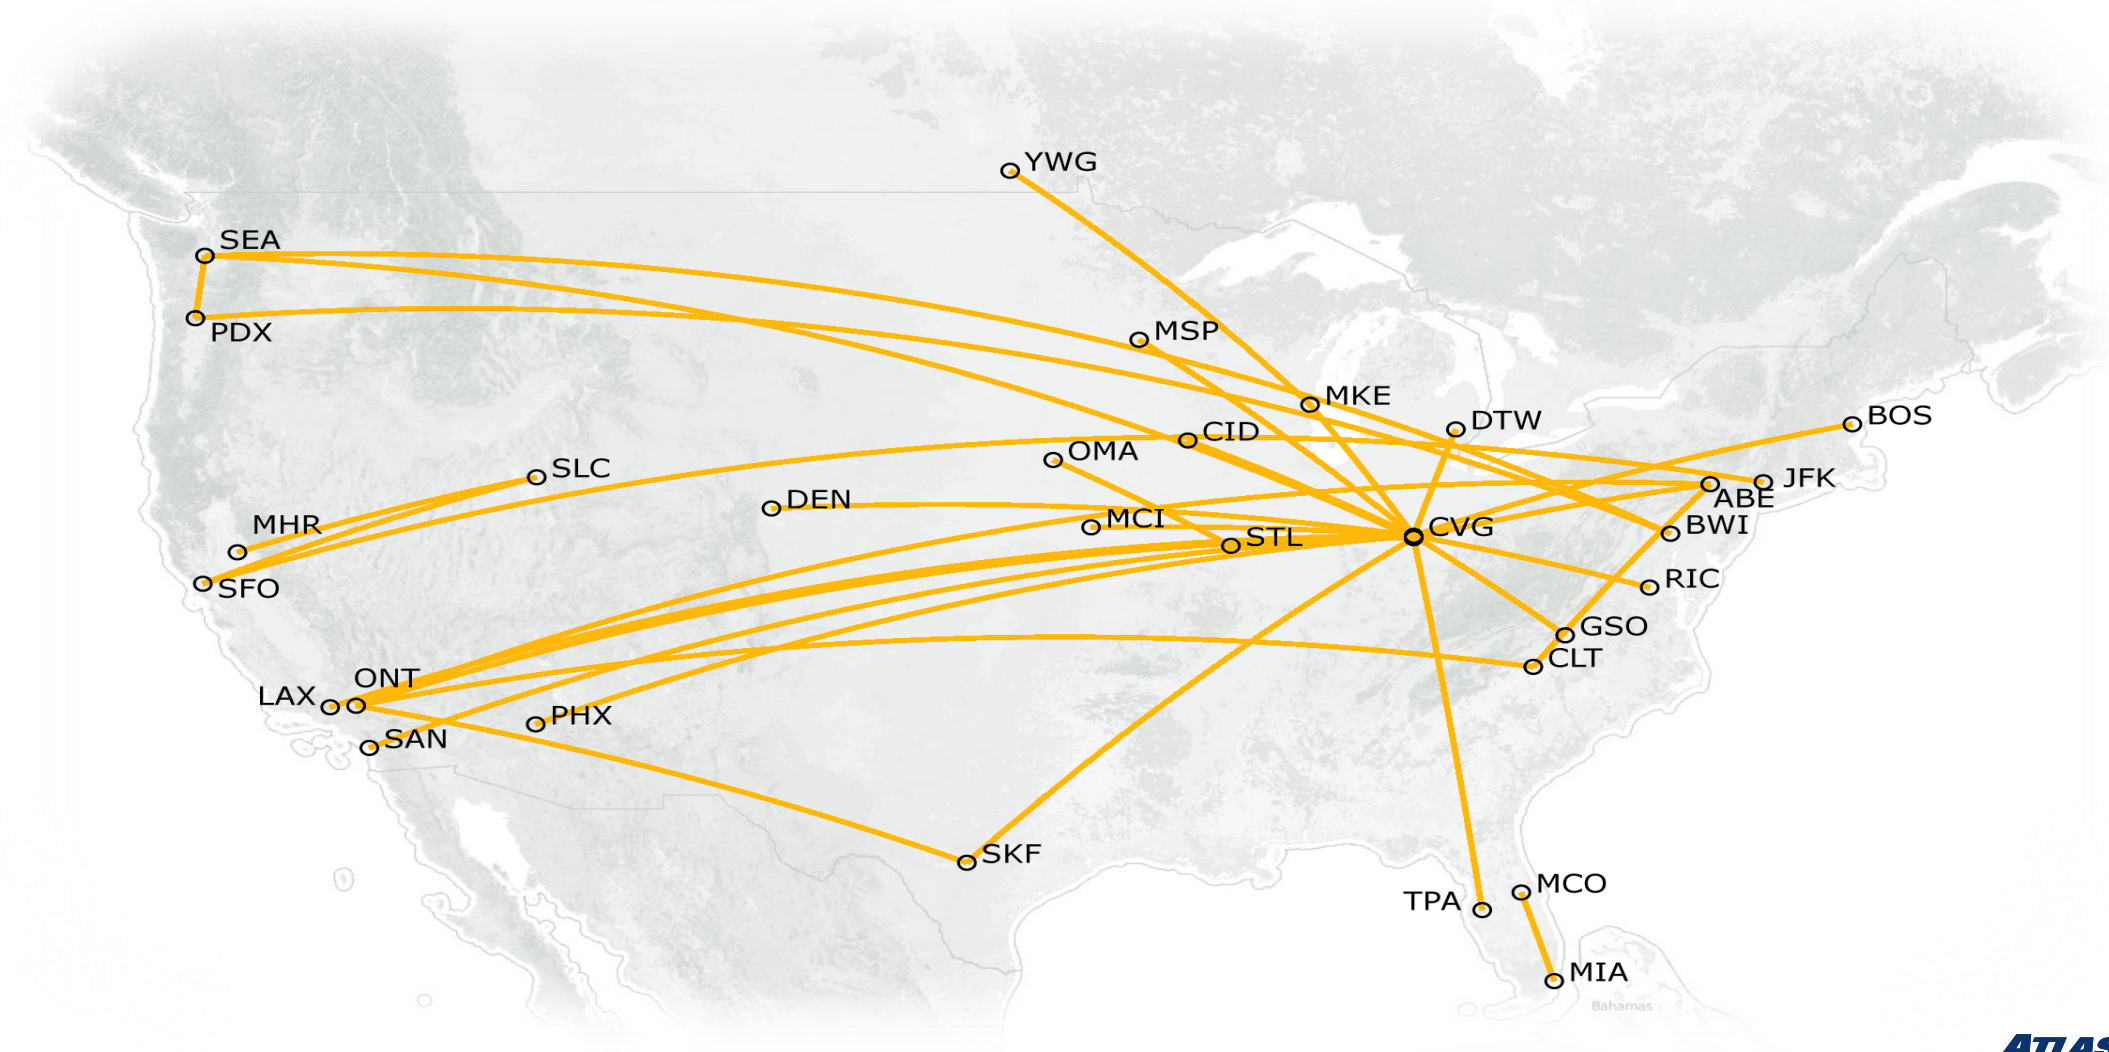 YWG
SEA
PDX
MSP
MKE
DTW
BOS
CID
OMA
SLC
JFK
DEN
ABE
MHR
MCI
CVG
BWI
STL
SFO
RIC
GSO
CLT
ONT
LAX
PHX
SAN
SKF
MCO
TPA
MIA
Bahamas
ATLAS